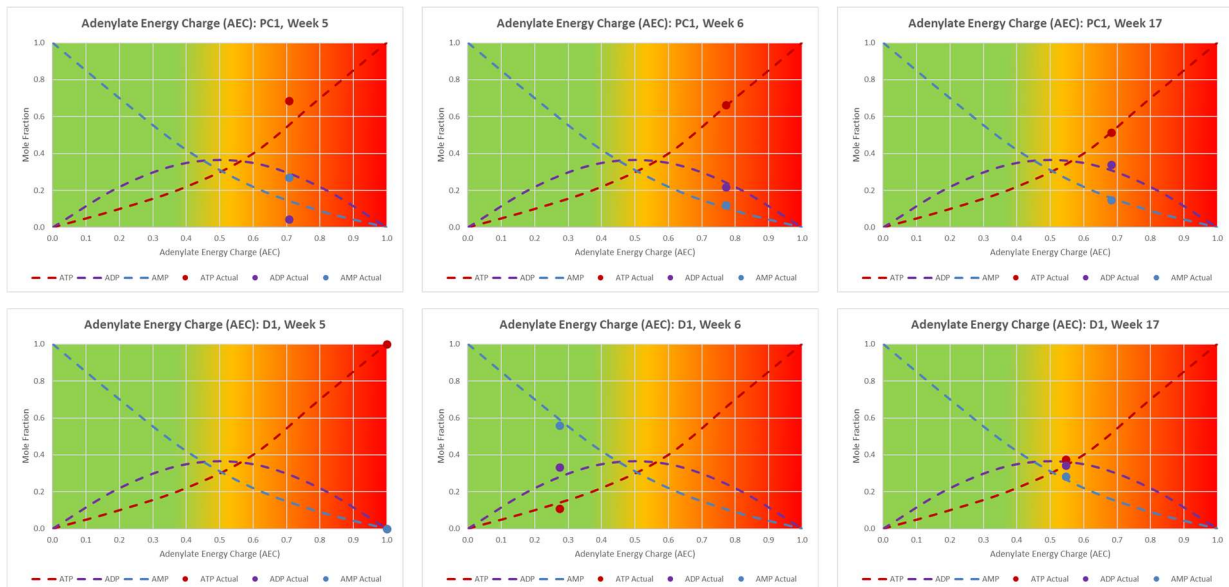 Adenylate Energy Charge (AEC): PC1, Week 5
1.0
0.8
0.6
0.4
0.2
0.0
Mole Fraction
0.0 0.1 0.2 0.3 0.4 0.5 0.6 0.7 0.8 0.9 1.0
Adenylate Energy Charge (AEC)
ATP ADP AMP ATP Actual ADP Actual AMP Actual
Adenylate Energy Charge (AEC): PC1, Week 6
1.0
0.8
0.6
0.4
0.2
0.0
Mole Fraction
0.0 0.1 0.2 0.3 0.4 0.5 0.6 0.7 0.8 0.9 1.0
Adenylate Energy Charge (AEC)
ATP ADP AMP ATP Actual ADP Actual AMP Actual
Adenylate Energy Charge (AEC): PC1, Week 17
1.0
0.8
0.6
0.4
0.2
0.0
Mole Fraction
0.0 0.1 0.2 0.3 0.4 0.5 0.6 0.7 0.8 0.9 1.0
Adenylate Energy Charge (AEC)
ATP ADP AMP ATP Actual ADP Actual AMP Actual
Adenylate Energy Charge (AEC): D1, Week 5
1.0
0.8
0.6
0.4
0.2
0.0
Mole Fraction
0.0 0.1 0.2 0.3 0.4 0.5 0.6 0.7 0.8 0.9 1.0
Adenylate Energy Charge (AEC)
ATP ADP AMP ATP Actual ADP Actual AMP Actual
Adenylate Energy Charge (AEC): D1, Week 6
1.0
0.8
0.6
0.4
0.2
0.0
Mole Fraction
0.0 0.1 0.2 0.3 0.4 0.5 0.6 0.7 0.8 0.9 1.0
Adenylate Energy Charge (AEC)
ATP ADP AMP ATP Actual ADP Actual AMP Actual
Adenylate Energy Charge (AEC): D1, Week 17
1.0
0.8
0.6
0.4
0.2
0.0
Mole Fraction
0.0 0.1 0.2 0.3 0.4 0.5 0.6 0.7 0.8 0.9 1.0
Adenylate Energy Charge (AEC)
ATP ADP AMP ATP Actual ADP Actual AMP Actual